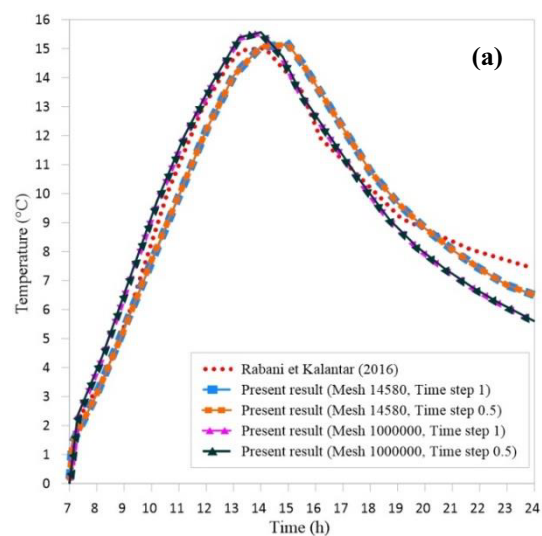 (a)
Temperature (°C)
16
15
14
13
12
11
10
9
8
7
6
5
4
3
2
1
0
Rabani et Kalantar (2016)
Present result (Mesh 14580, Time step 1)
Present result (Mesh 14580, Time step 0.5)
Present result (Mesh 1000000, Time step 1)
Present result (Mesh 1000000, Time step 0.5)
7 8 9 10 11 12 13 14 15 16 17 18 19 20 21 22 23 24
Time (h)